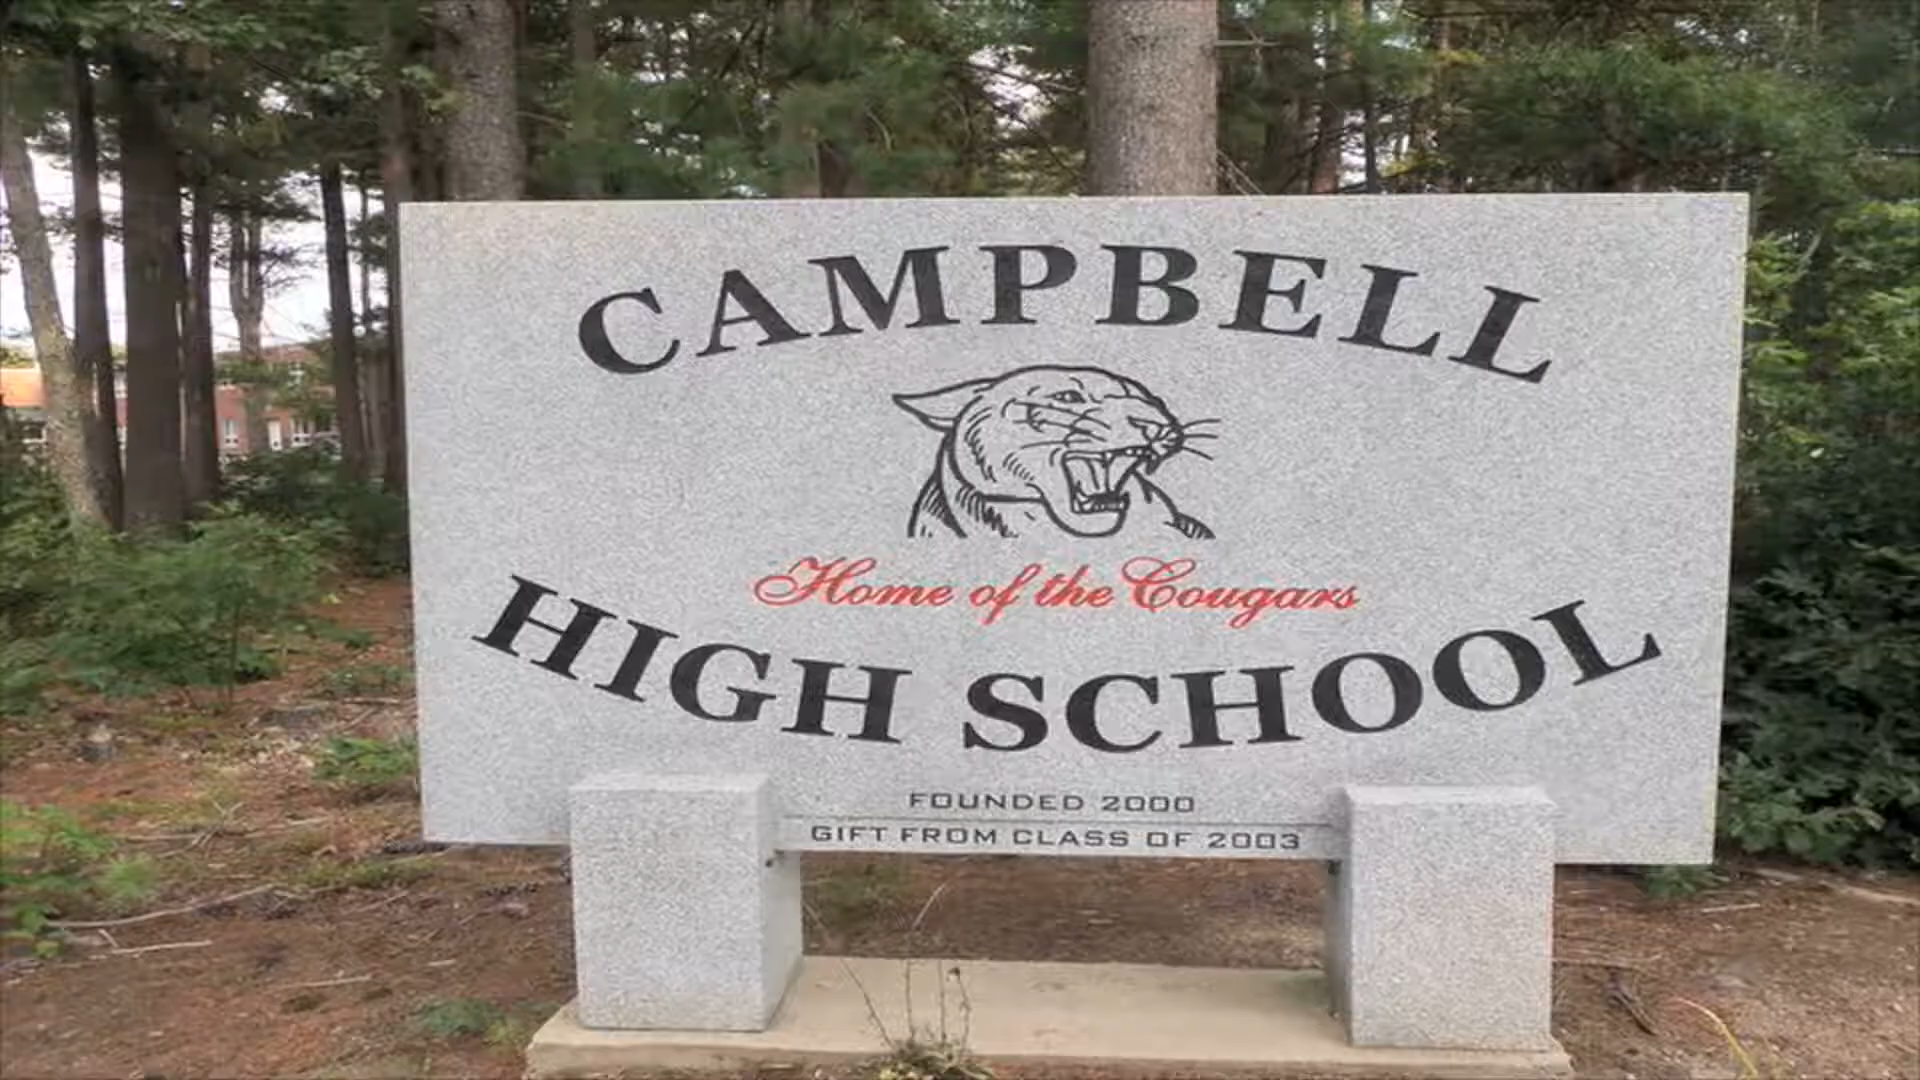 CAMPBELL
Home of the Cougars
HIGH SCHOOL
FOUNDED 2000
GIFT FROM CLASS OF 2003